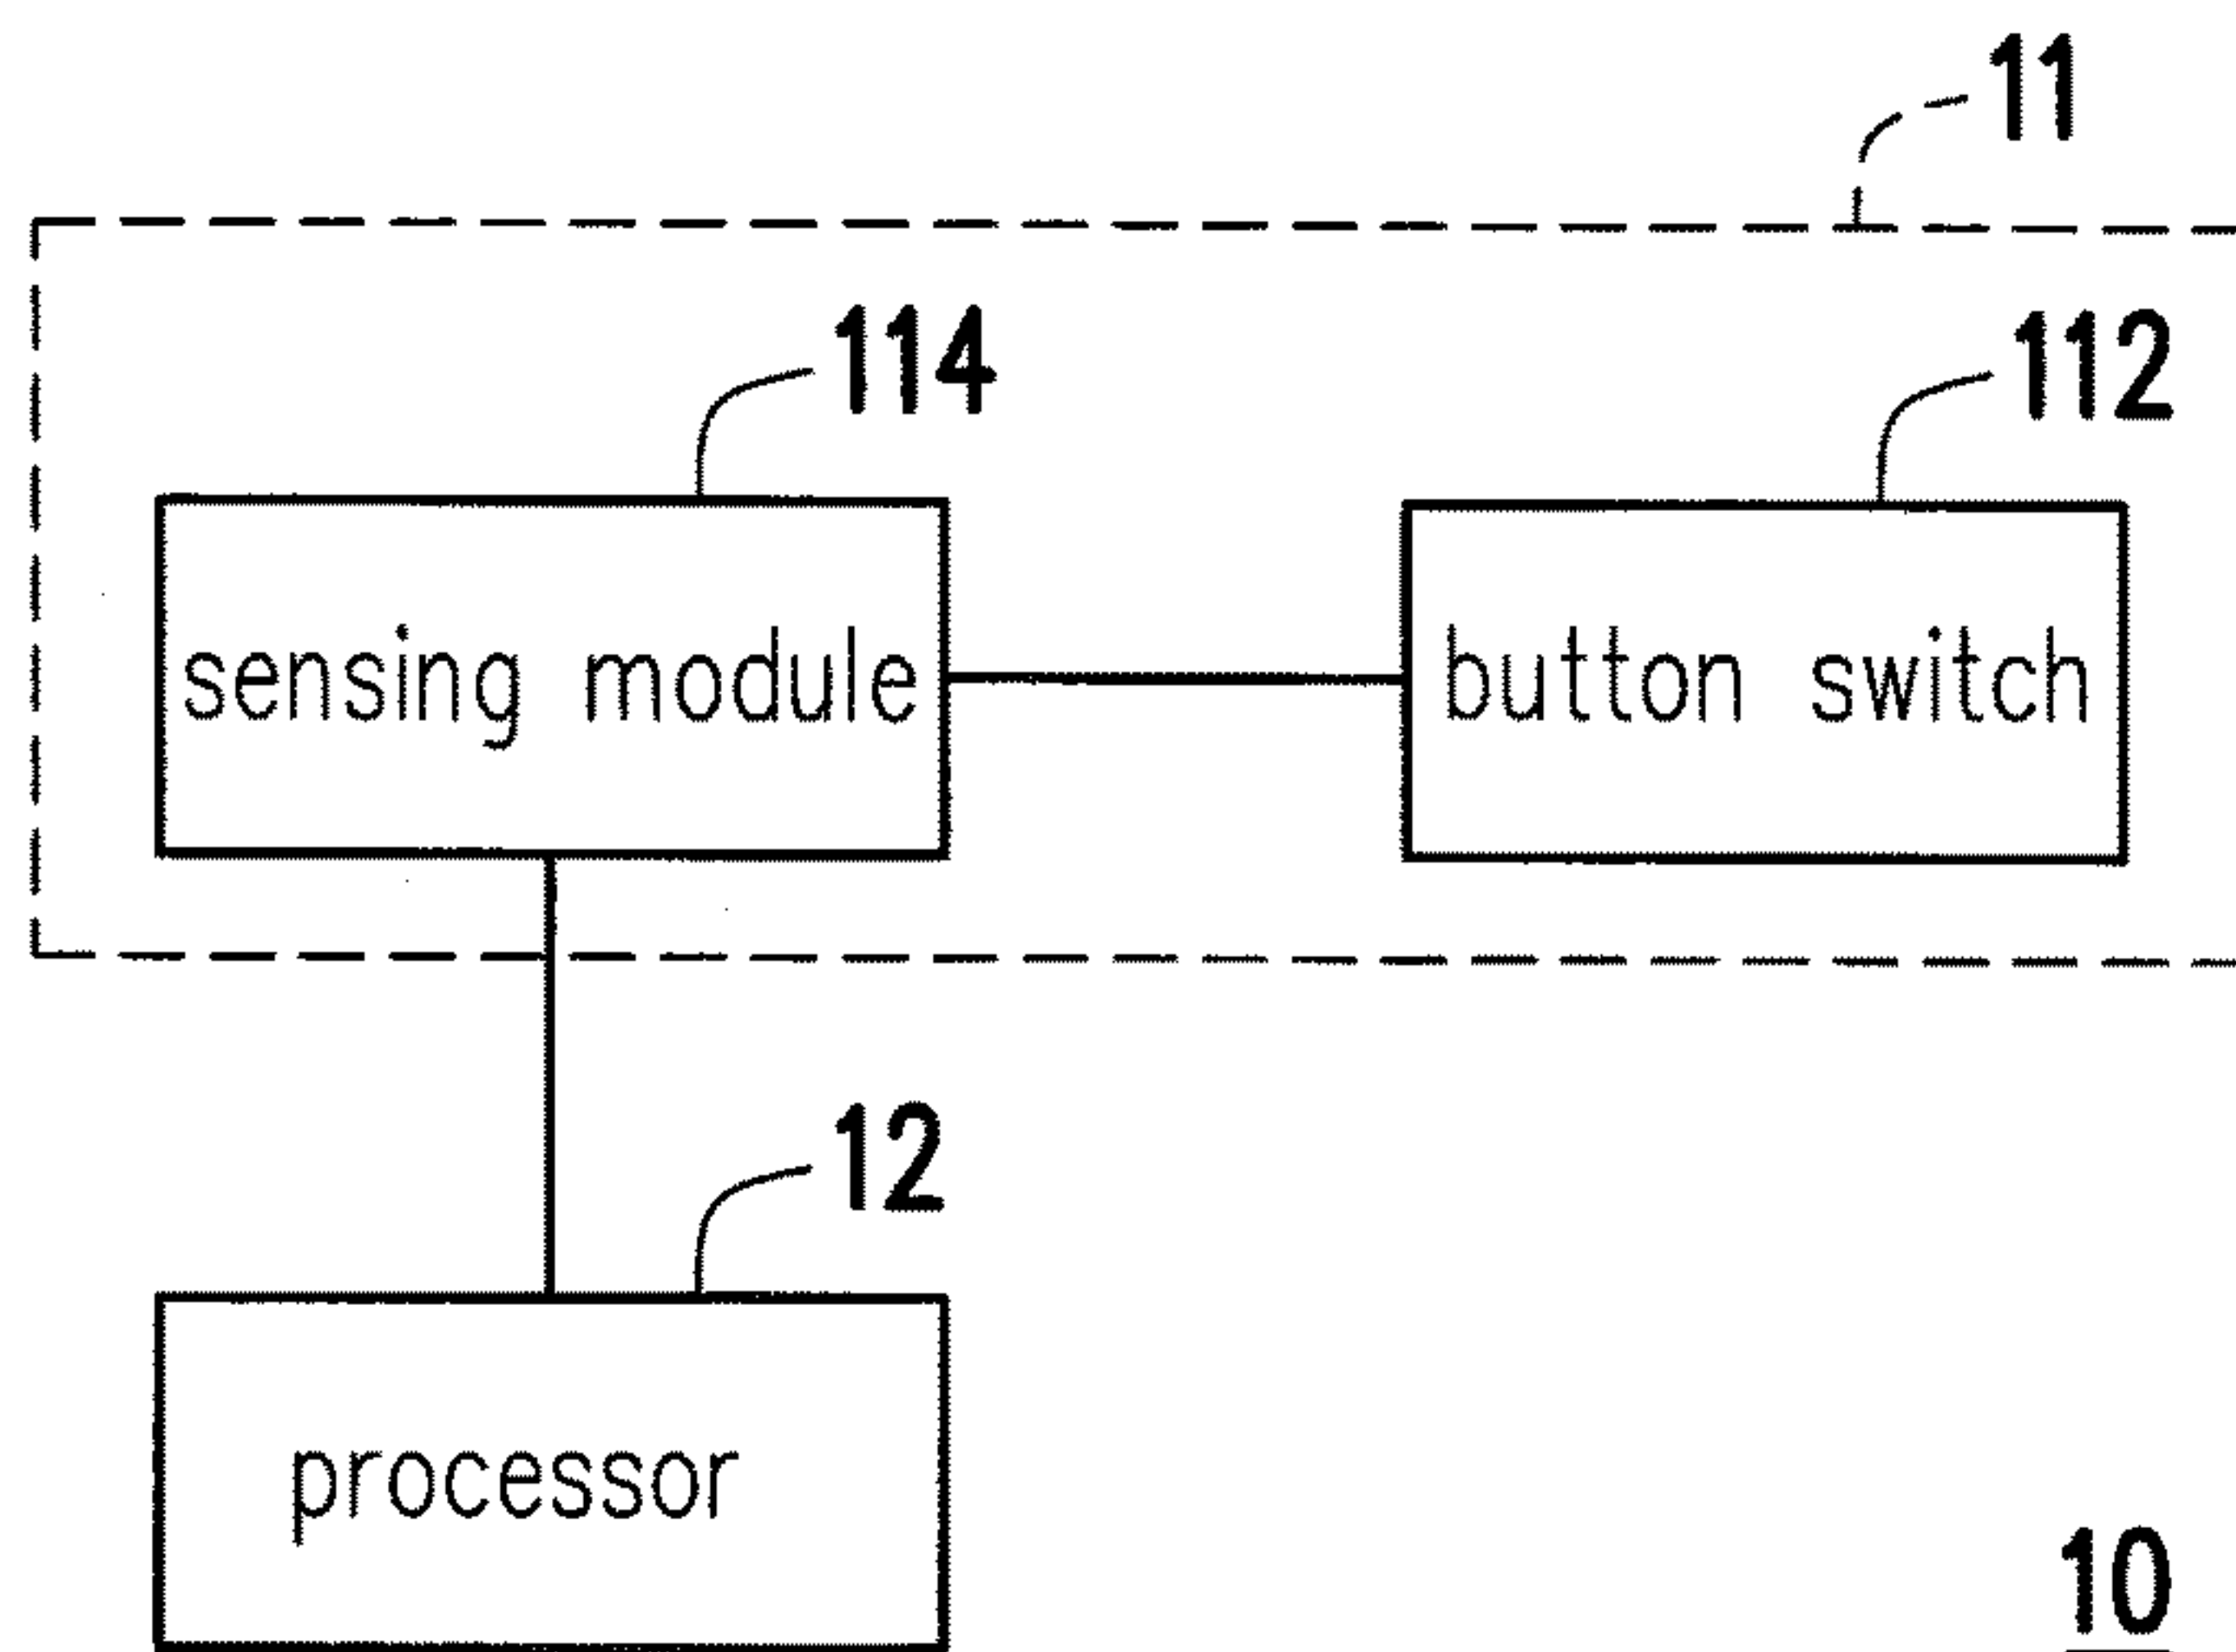 11
114
112
sensing module
button switch
12
processor
10